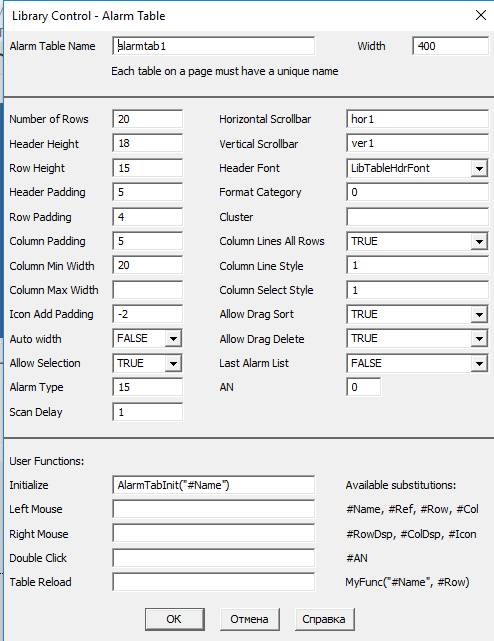 Library Control - Alarm Table
Alarm Table Name alarmtab1 Width 400
Each table on a page must have a unique name
Number of Rows 20 Horizontal Scrollbar hor1
Header Height 18 Vertical Scrollbar ver1
Row Height 15 Header Font LibTableHdrFont
Header Padding 5 Format Category 0
Row Padding 4 Cluster
Column Padding 5 Column Lines All Rows TRUE
Column Min Width 20 Column Line Style 1
Column Max Width Column Select Style 1
Icon Add Padding -2 Allow Drag Sort TRUE
Auto width FALSE Allow Drag Delete TRUE
Allow Selection TRUE Last Alarm List FALSE
Alarm Type 15 AN 0
Scan Delay 1
User Functions:
Initialize AlarmTabInit("#Name") Available substitutions:
Left Mouse #Name, #Ref, #Row, #Col
Right Mouse #RowDsp, #ColDsp, #Icon
Double Click #AN
Table Reload MyFunc("#Name", #Row)
OK Отмена Справка